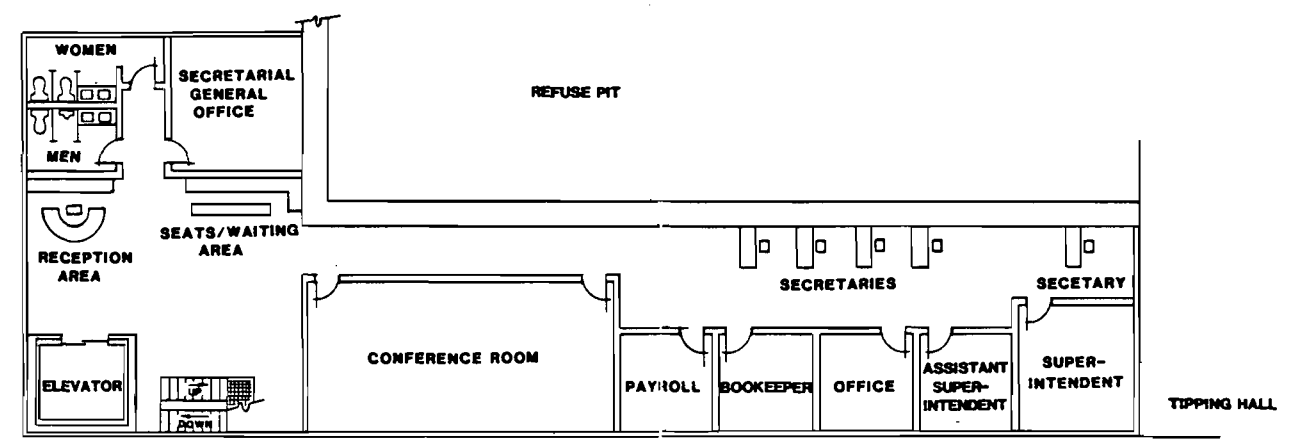 WOMEN
SECRETARIAL
GENERAL
OFFICE
REFUSE PIT
MEN
SEATS/WAITING
AREA
RECEPTION
AREA
SECRETARIES
SECETARY
ELEVATOR
UP
DOWN
CONFERENCE ROOM
PAYROLL
BOOKEEPER
OFFICE
ASSISTANT
SUPER-
INTENDENT
SUPER-
INTENDENT
TIPPING HALL